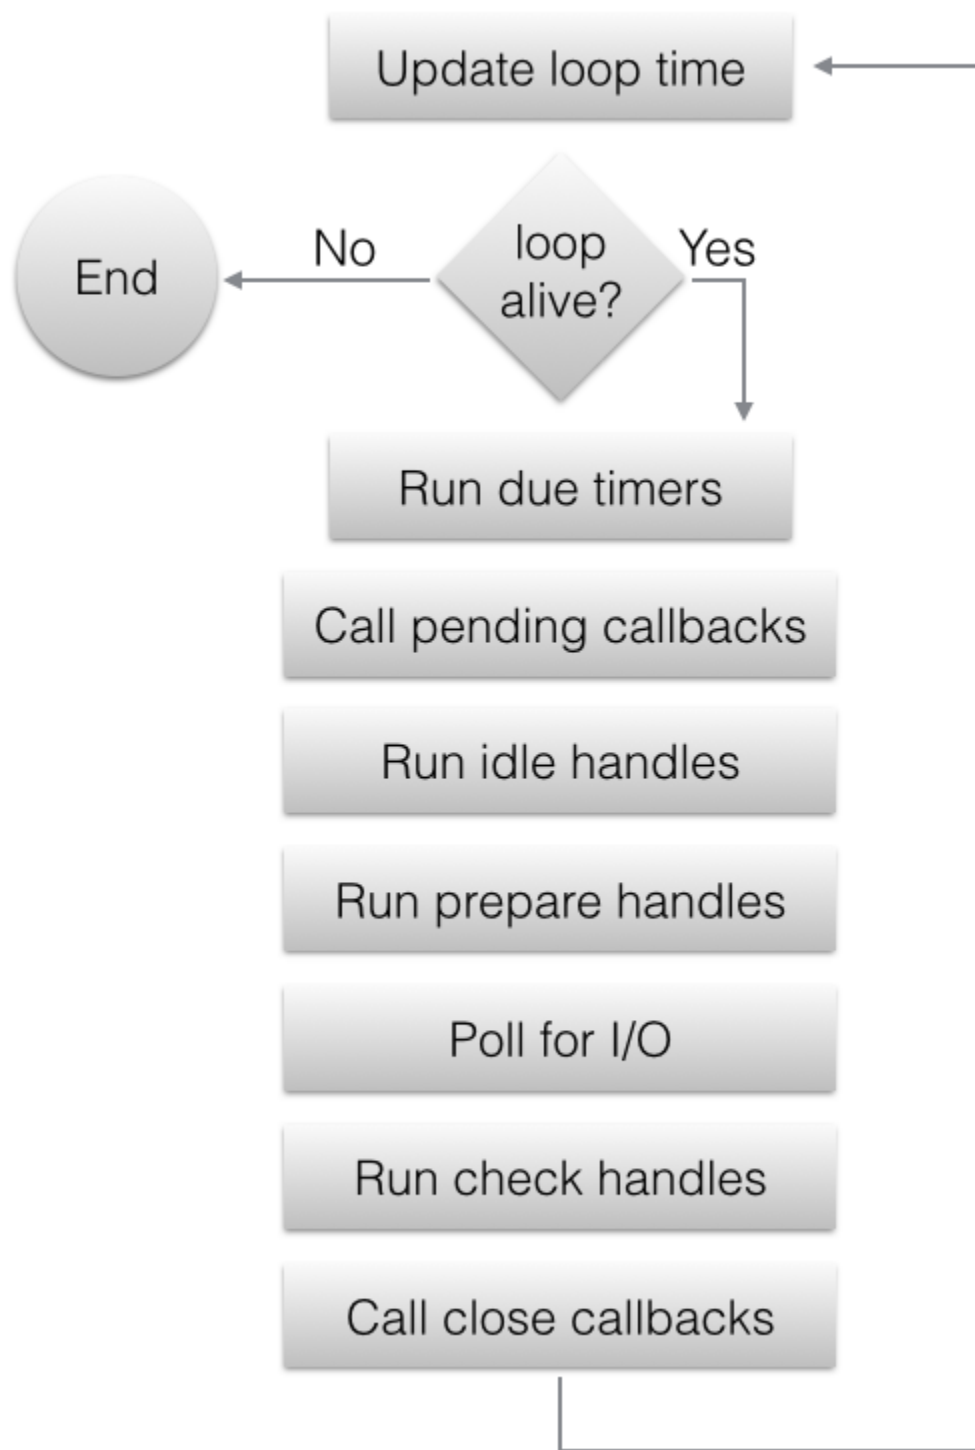 Update loop time
End
No
loop
alive?
Yes
Run due timers
Call pending callbacks
Run idle handles
Run prepare handles
Poll for I/O
Run check handles
Call close callbacks